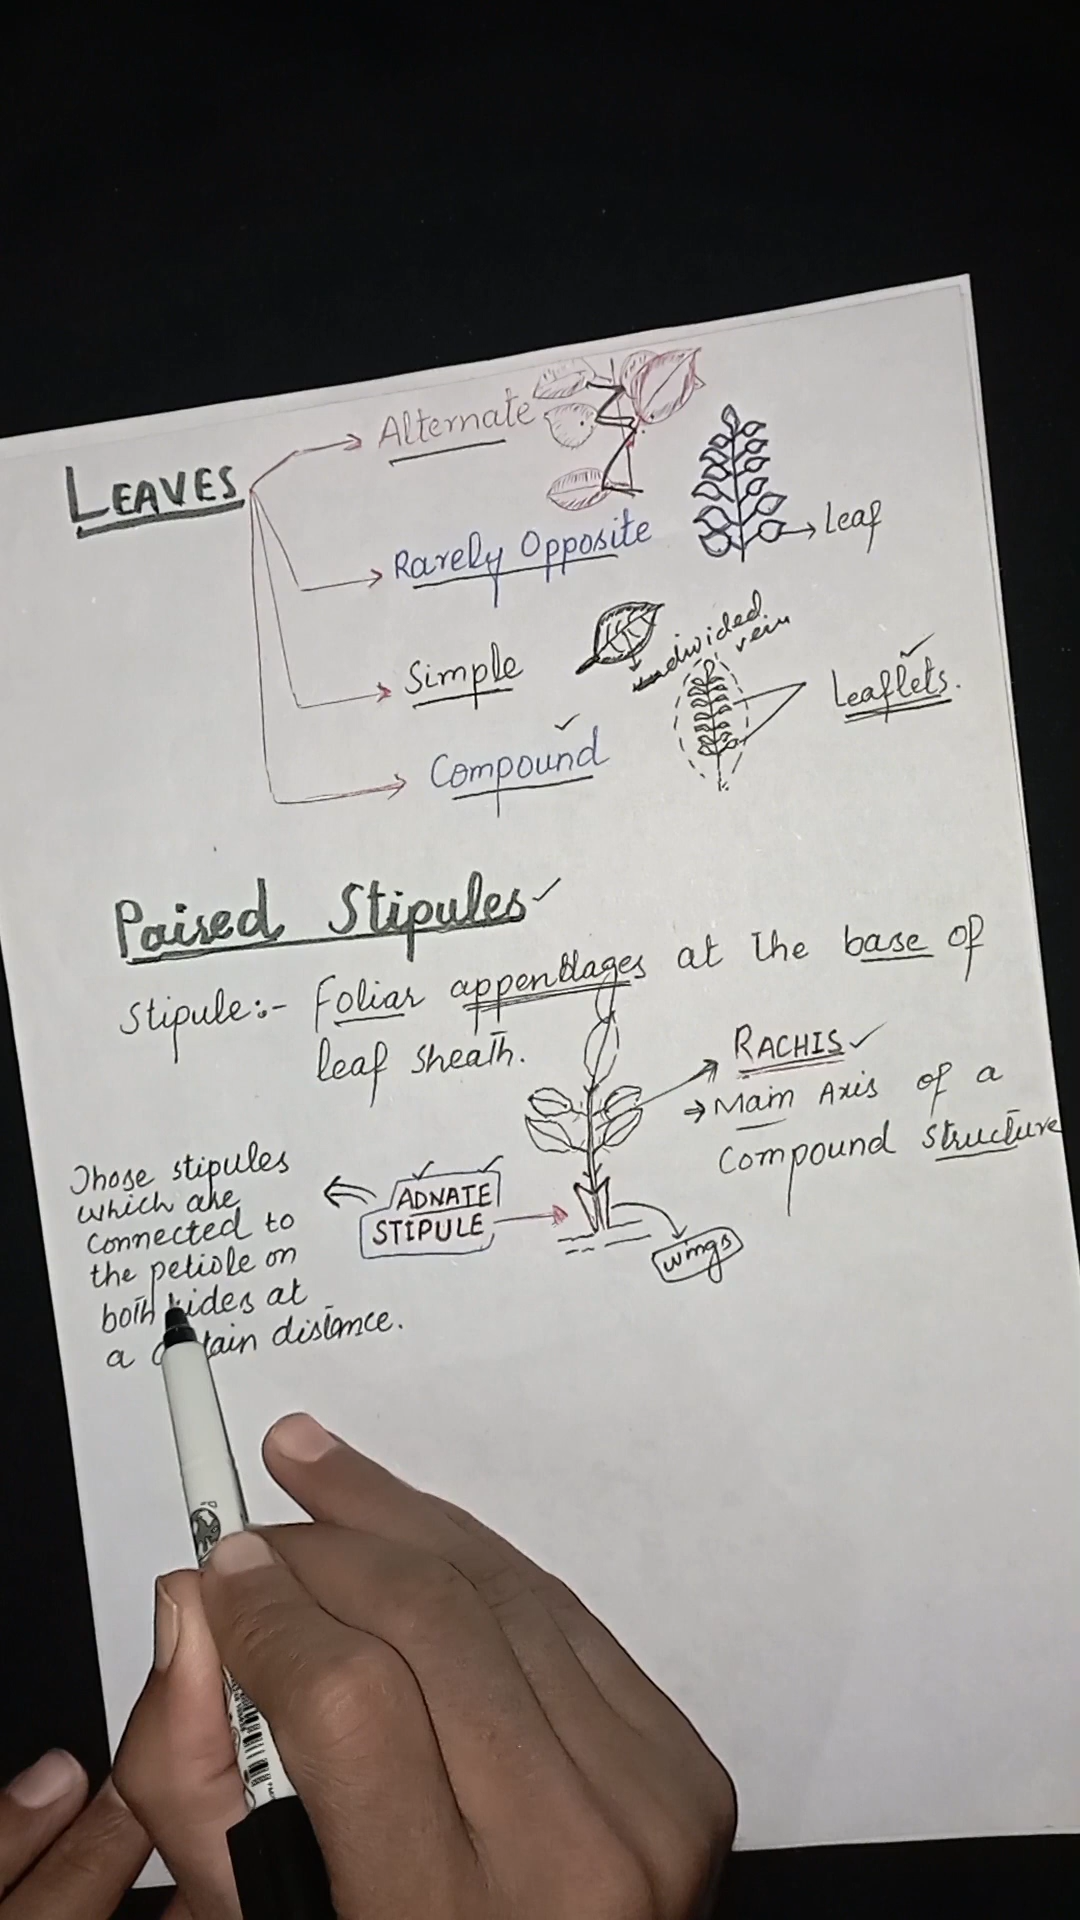 LEAVES
Alternate
Rarely Opposite
Leaf
Simple
undivided
vein
Leaflets.
Compound
Paired Stipules
Stipule:- Foliar appendages at the base of
leaf sheath.
RACHIS
→ Main Axis of a
Compound structure
ADNATE
STIPULE
wings
Those stipules
which are
connected to
the petiole on
both sides at
a certain distance.